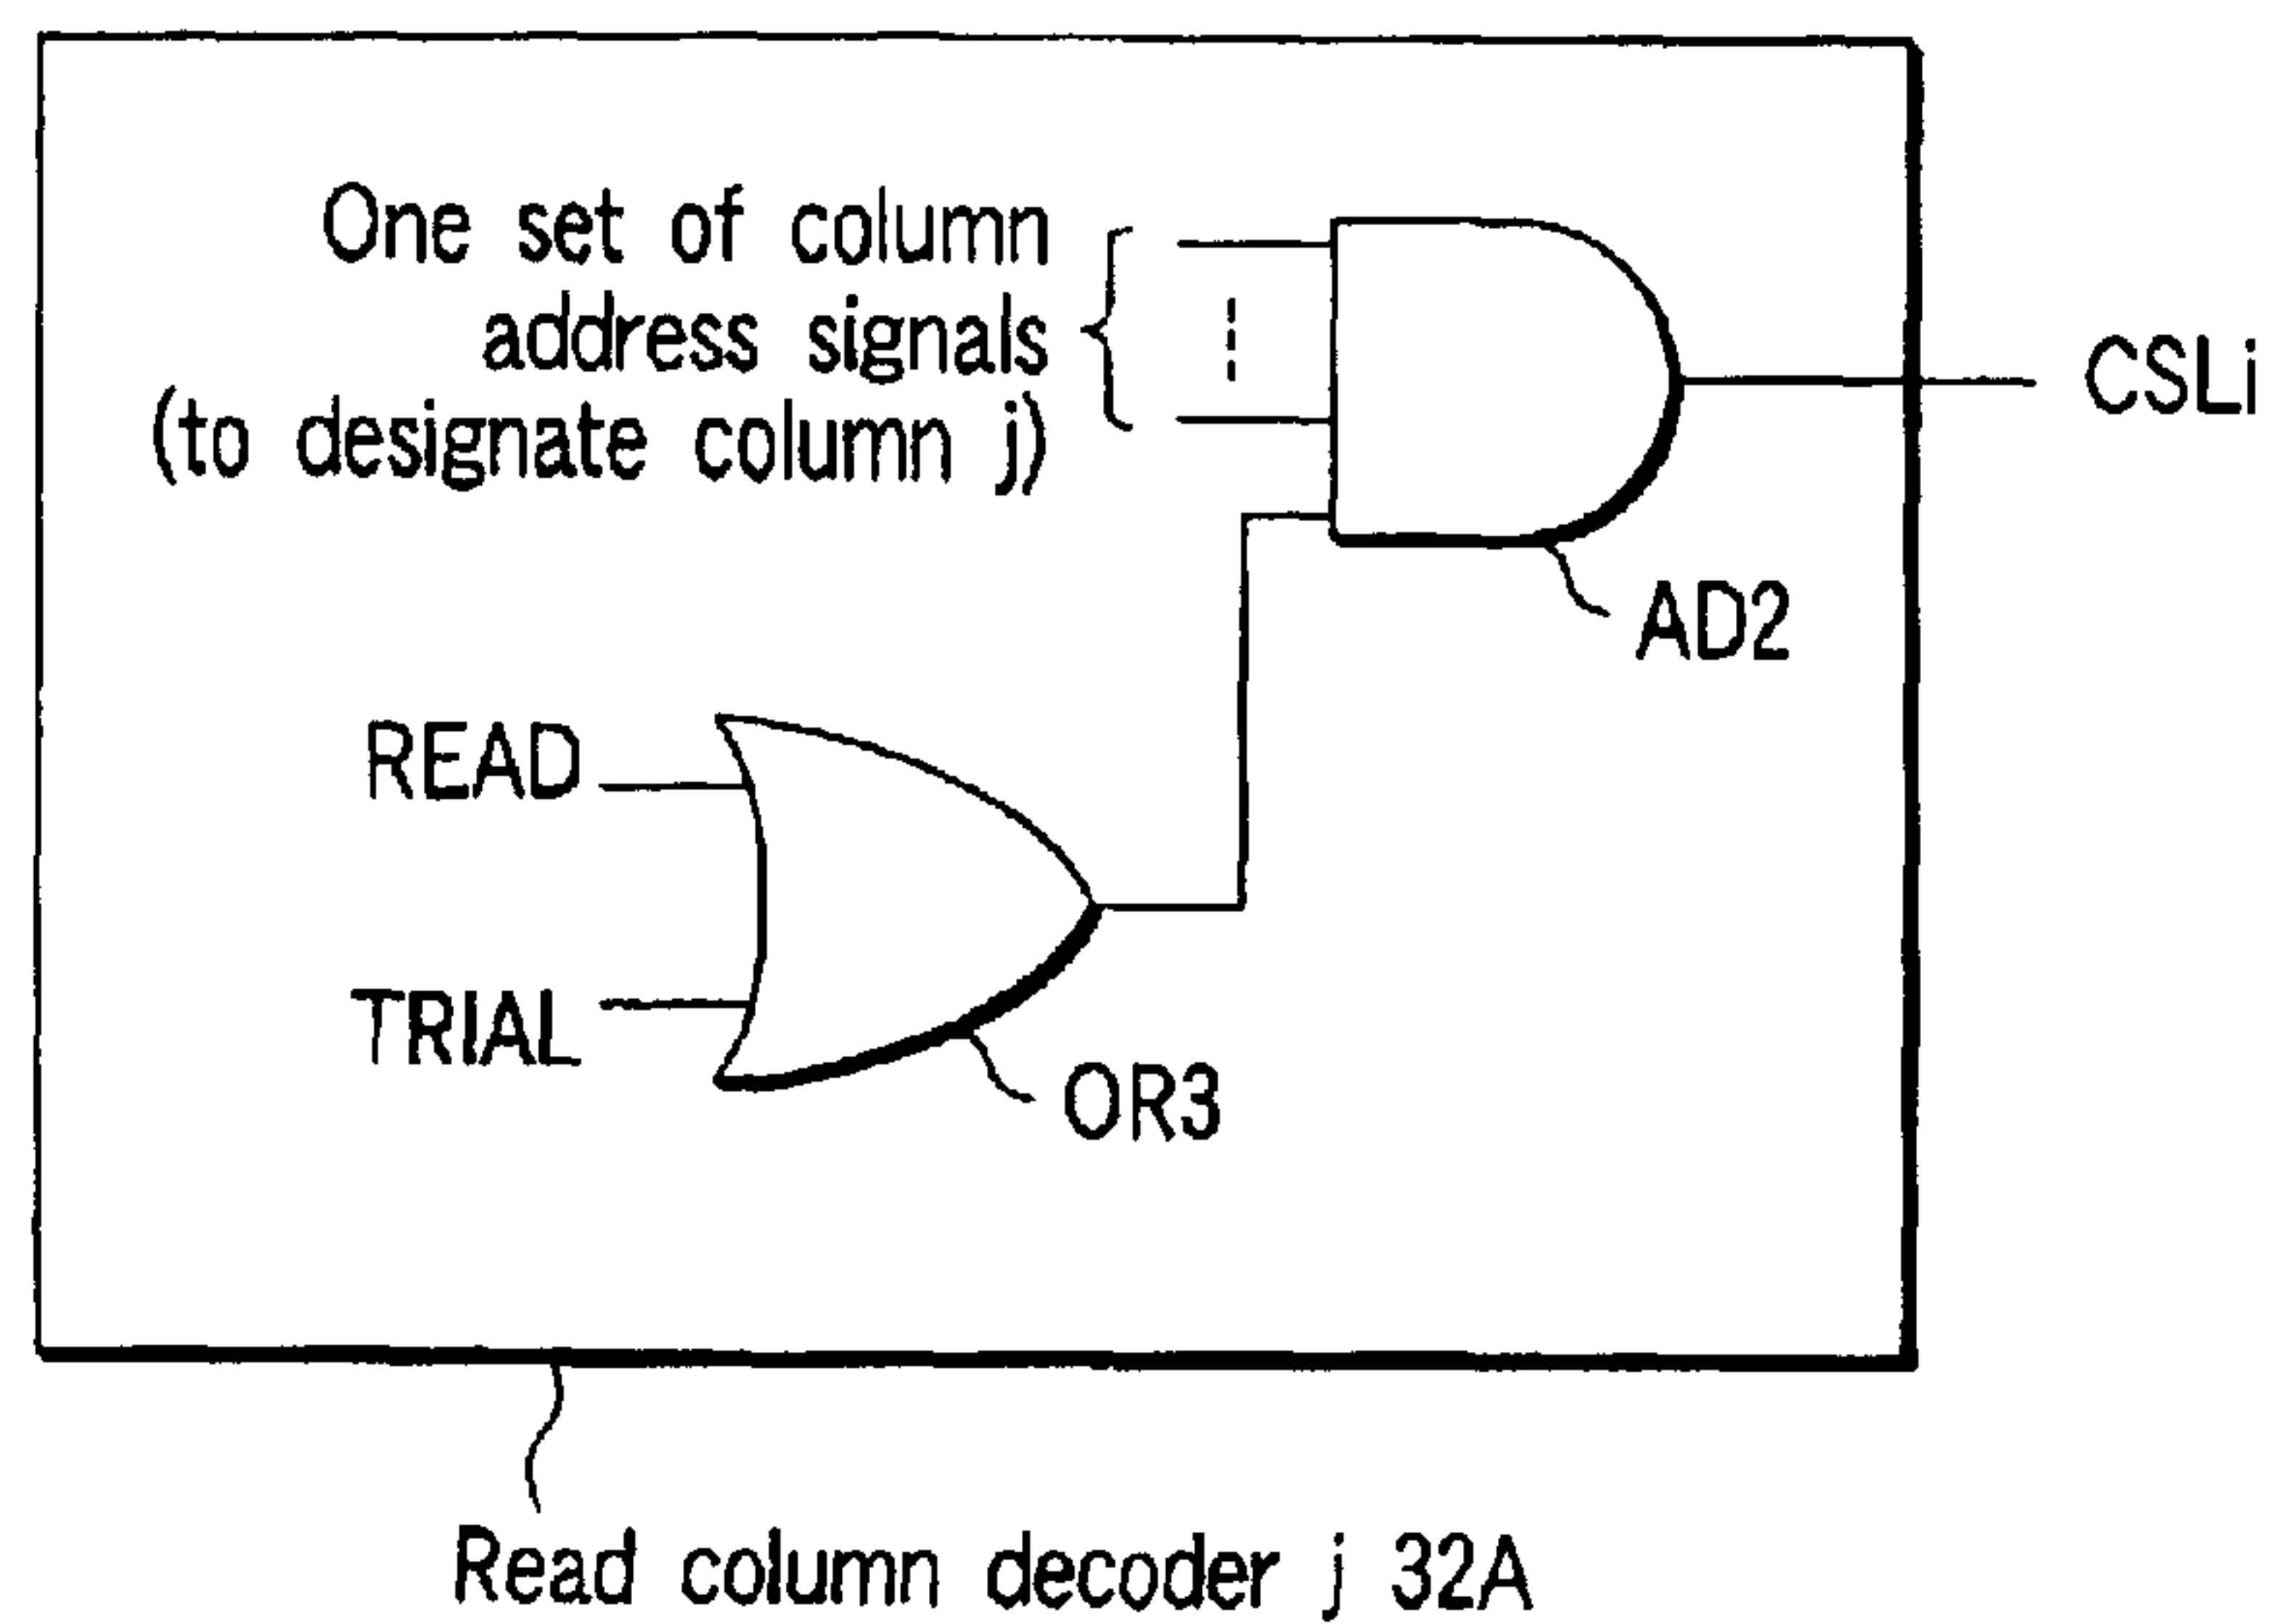 One set of column
address signals
(to designate column j)
CSLi
AD2
READ
TRIAL
OR3
Read column decoder j 32A